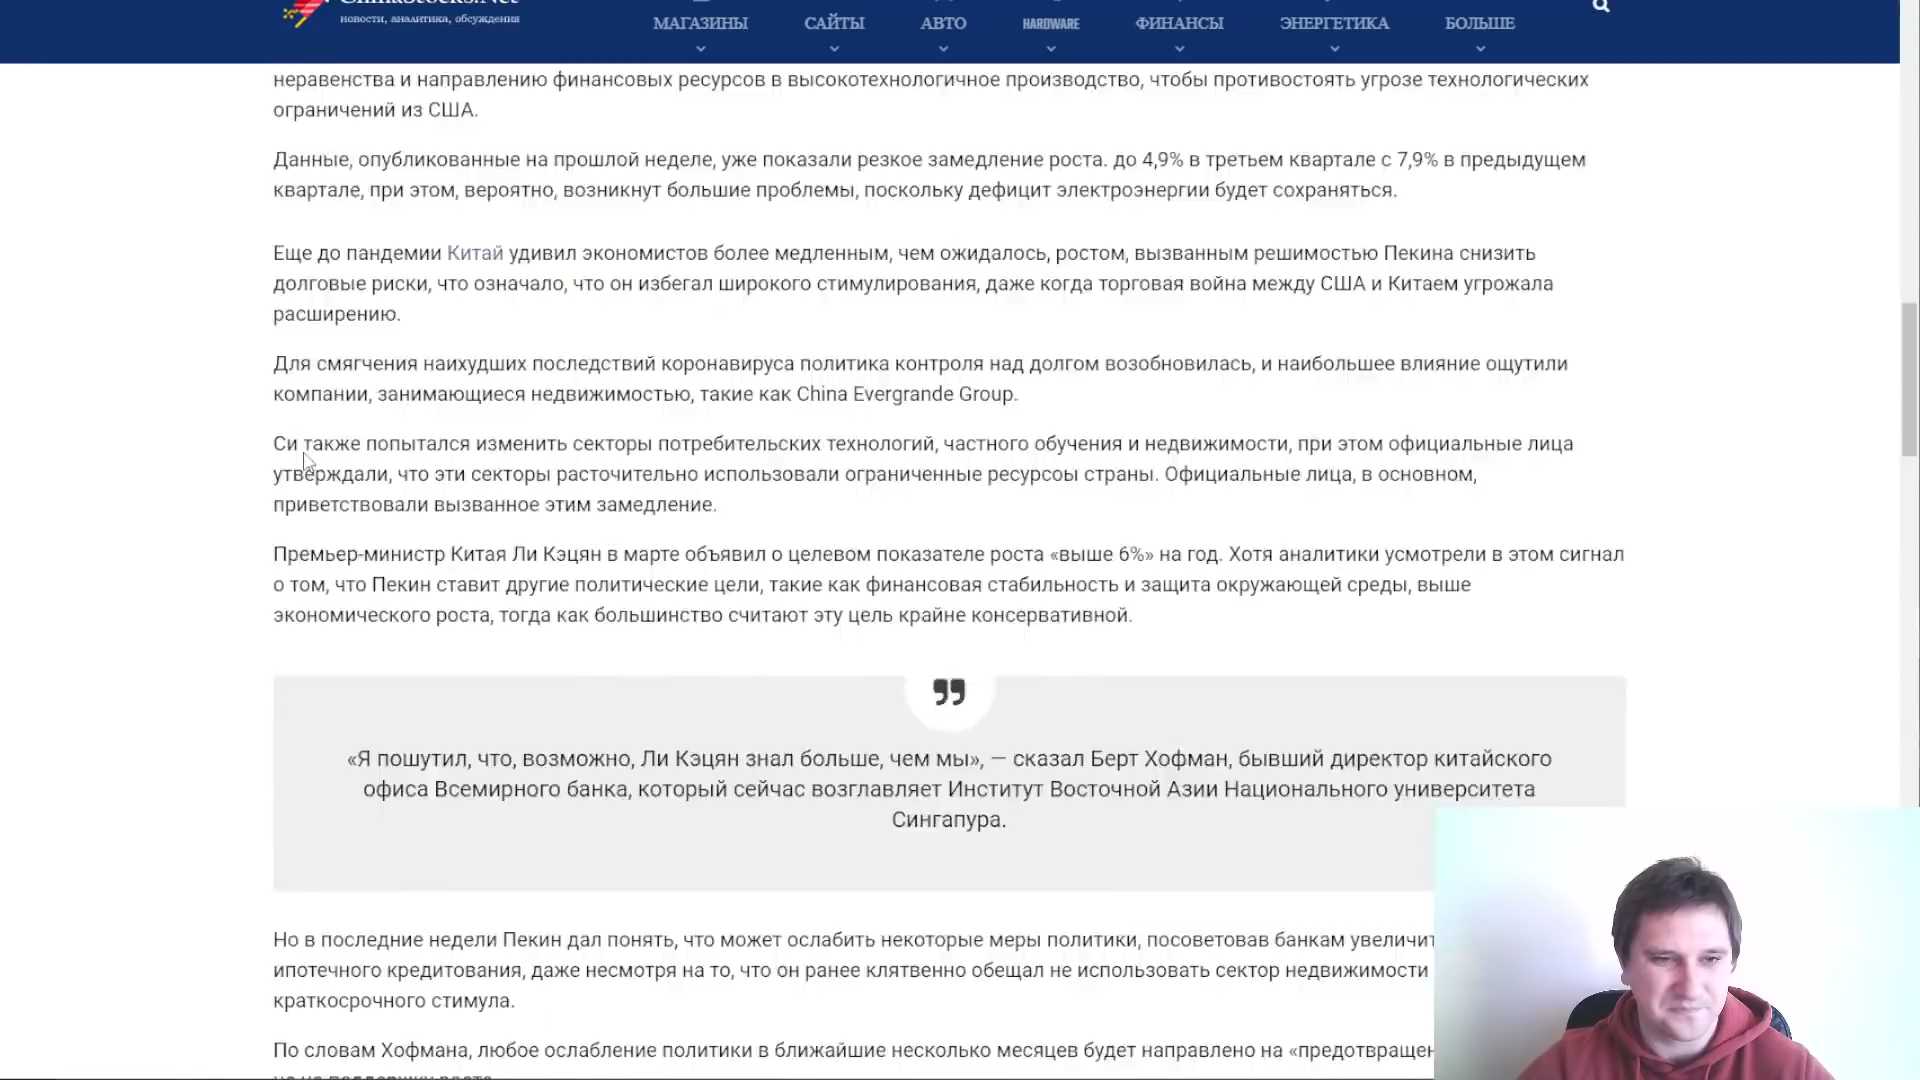 новости, аналитика, обсуждения
МАГАЗИНЫ САЙТЫ АВТО HARDWARE ФИНАНСЫ ЭНЕРГЕТИКА БОЛЬШЕ
неравенства и направлению финансовых ресурсов в высокотехнологичное производство, чтобы противостоять угрозе технологических
ограничений из США.
Данные, опубликованные на прошлой неделе, уже показали резкое замедление роста. до 4,9% в третьем квартале с 7,9% в предыдущем
квартале, при этом, вероятно, возникнут большие проблемы, поскольку дефицит электроэнергии будет сохраняться.
Еще до пандемии Китай удивил экономистов более медленным, чем ожидалось, ростом, вызванным решимостью Пекина снизить
долговые риски, что означало, что он избегал широкого стимулирования, даже когда торговая война между США и Китаем угрожала
расширению.
Для смягчения наихудших последствий коронавируса политика контроля над долгом возобновилась, и наибольшее влияние ощутили
компании, занимающиеся недвижимостью, такие как China Evergrande Group.
Си также попытался изменить секторы потребительских технологий, частного обучения и недвижимости, при этом официальные лица
утверждали, что эти секторы расточительно использовали ограниченные ресурсоы страны. Официальные лица, в основном,
приветствовали вызванное этим замедление.
Премьер-министр Китая Ли Кэцян в марте объявил о целевом показателе роста «выше 6%» на год. Хотя аналитики усмотрели в этом сигнал
о том, что Пекин ставит другие политические цели, такие как финансовая стабильность и защита окружающей среды, выше
экономического роста, тогда как большинство считают эту цель крайне консервативной.
«Я пошутил, что, возможно, Ли Кэцян знал больше, чем мы», — сказал Берт Хофман, бывший директор китайского
офиса Всемирного банка, который сейчас возглавляет Институт Восточной Азии Национального университета
Сингапура.
Но в последние недели Пекин дал понять, что может ослабить некоторые меры политики, посоветовав банкам увеличит
ипотечного кредитования, даже несмотря на то, что он ранее клятвенно обещал не использовать сектор недвижимости
краткосрочного стимула.
По словам Хофмана, любое ослабление политики в ближайшие несколько месяцев будет направлено на «предотвращен